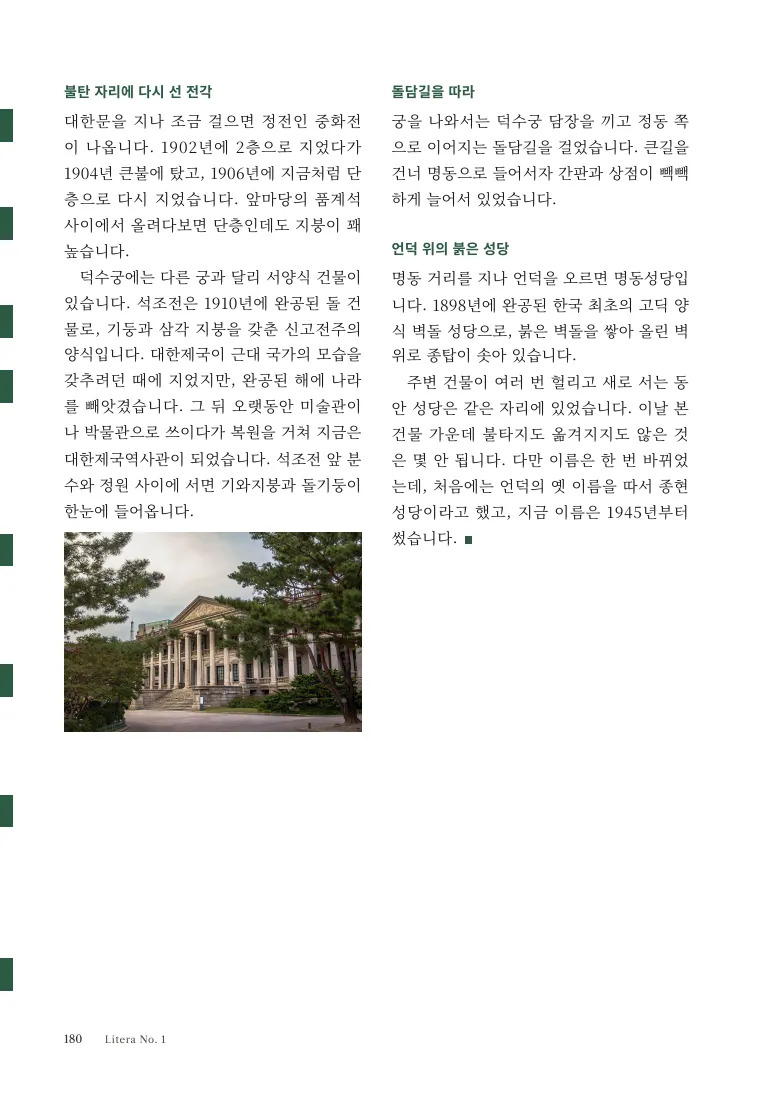 불탄 자리에 다시 선 전각
대한문을 지나 조금 걸으면 정전인 중화전
이 나옵니다. 1902년에 2층으로 지었다가
1904년 큰불에 탔고, 1906년에 지금처럼 단
층으로 다시 지었습니다. 앞마당의 품계석
사이에서 올려다보면 단층인데도 지붕이 꽤
높습니다.
덕수궁에는 다른 궁과 달리 서양식 건물이
있습니다. 석조전은 1910년에 완공된 돌 건
물로, 기둥과 삼각 지붕을 갖춘 신고전주의
양식입니다. 대한제국이 근대 국가의 모습을
갖추려던 때에 지었지만, 완공된 해에 나라
를 빼앗겼습니다. 그 뒤 오랫동안 미술관이
나 박물관으로 쓰이다가 복원을 거쳐 지금은
대한제국역사관이 되었습니다. 석조전 앞 분
수와 정원 사이에 서면 기와지붕과 돌기둥이
한눈에 들어옵니다.
돌담길을 따라
궁을 나와서는 덕수궁 담장을 끼고 정동 쪽
으로 이어지는 돌담길을 걸었습니다. 큰길을
건너 명동으로 들어서자 간판과 상점이 빽빽
하게 늘어서 있었습니다.
언덕 위의 붉은 성당
명동 거리를 지나 언덕을 오르면 명동성당입
니다. 1898년에 완공된 한국 최초의 고딕 양
식 벽돌 성당으로, 붉은 벽돌을 쌓아 올린 벽
위로 종탑이 솟아 있습니다.
주변 건물이 여러 번 헐리고 새로 서는 동
안 성당은 같은 자리에 있었습니다. 이날 본
건물 가운데 불타지도 옮겨지지도 않은 것
은 몇 안 됩니다. 다만 이름은 한 번 바뀌었
는데, 처음에는 언덕의 옛 이름을 따서 종현
성당이라고 했고, 지금 이름은 1945년부터
썼습니다.
180 Litera No. 1